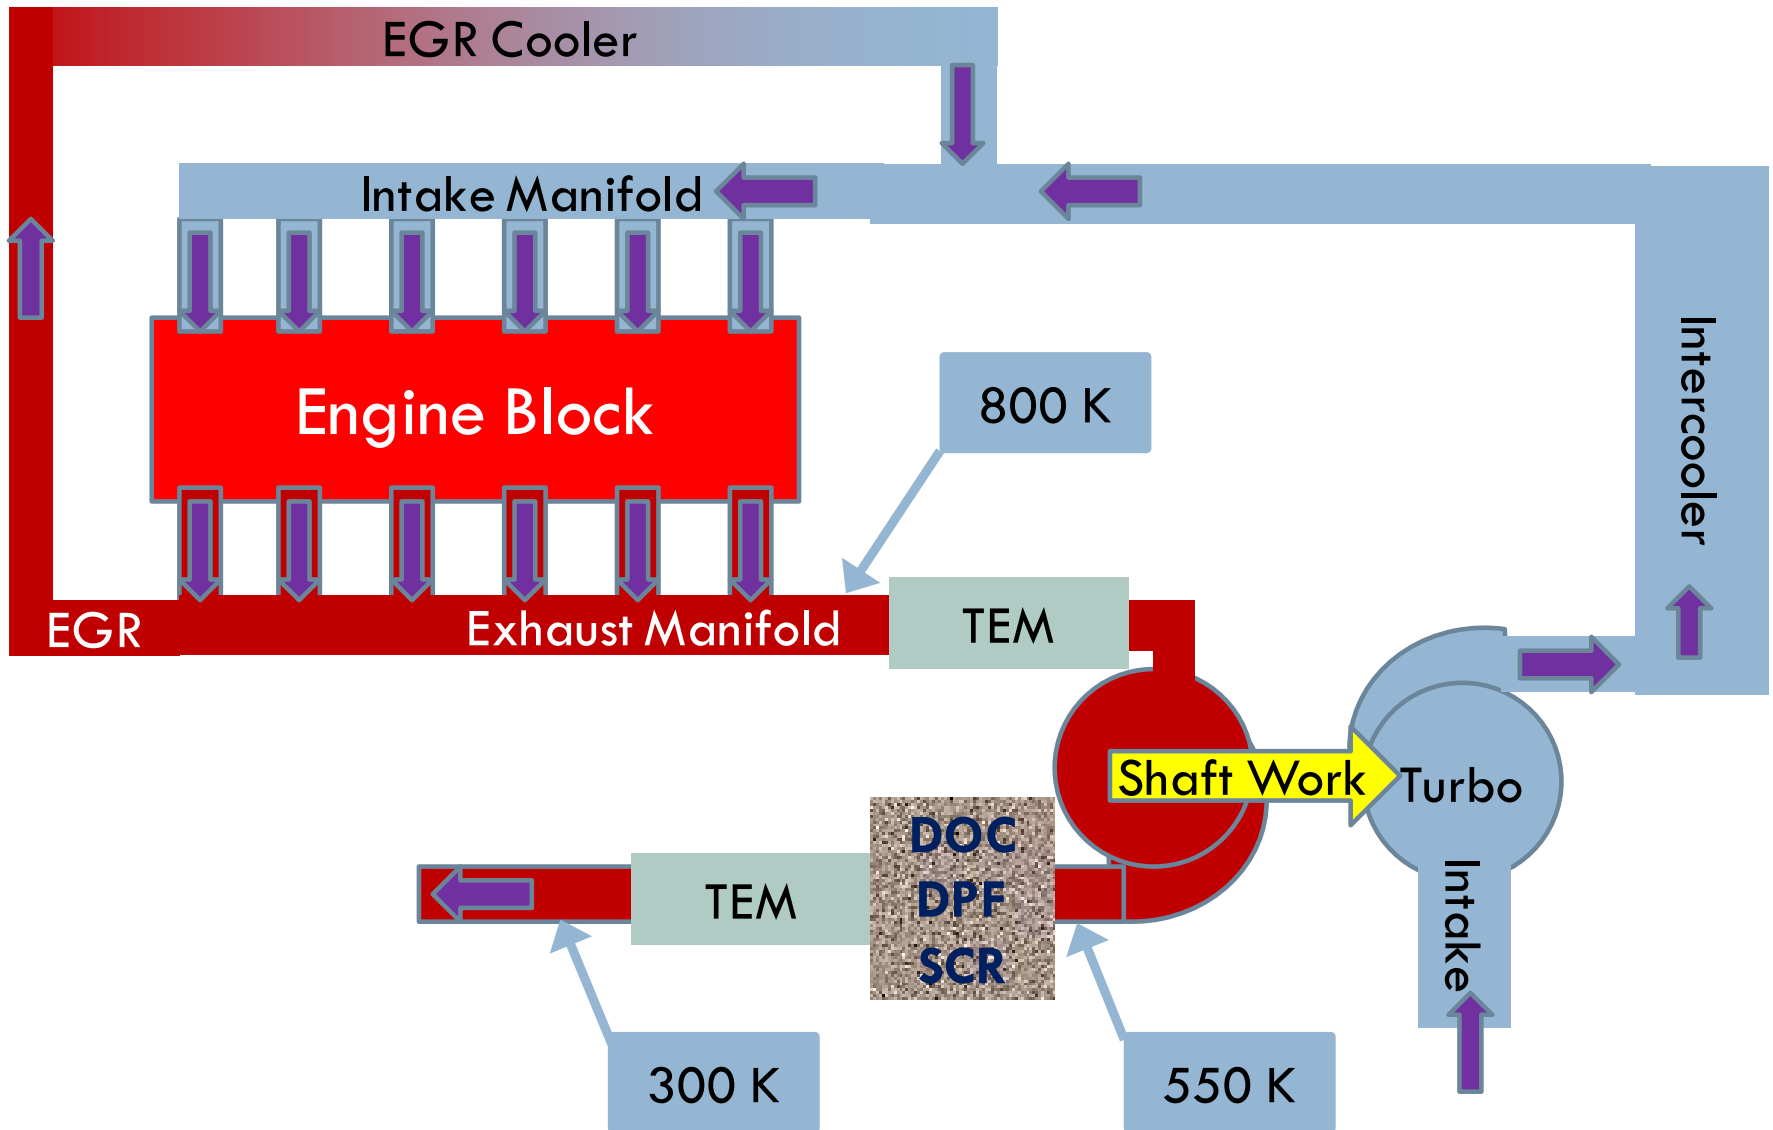 EGR Cooler
Intake Manifold
Engine Block
800 K
Intercooler
EGR
Exhaust Manifold
TEM
Shaft Work
Turbo
DOC
DPF
SCR
TEM
Intake
300 K
550 K